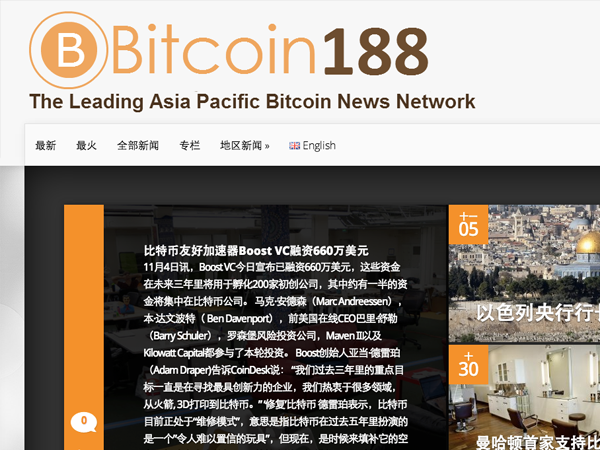 B Bitcoin188
The Leading Asia Pacific Bitcoin News Network
最新 最火 全部新闻 专栏 地区新闻 » English
比特币友好加速器Boost VC融资660万美元
11月4日讯，Boost VC今日宣布已融资660万美元，这些资金
在未来三年里将用于孵化200家初创公司，其中约有一半的资
金将集中在比特币公司。 马克·安德森（Marc Andreessen），
本·达文波特（ Ben Davenport），前美国在线CEO巴里·舒勒
（Barry Schuler），罗森堡风险投资公司，Maven II以及
Kilowatt Capital都参与了本轮投资。 Boost创始人亚当·德雷珀
（Adam Draper)告诉CoinDesk说： “我们过去三年里的重点目
标一直是在寻找最具创新力的企业，我们热衷于很多领域，
从火箭, 3D打印到比特币。” ‘修复’比特币 德雷珀表示，比特币
目前正处于“维修模式”，意思是指比特币在过去五年里扮演的
是一个“令人难以置信的玩具”，但现在，是时候来填补它的空
0
十一
05
以色列央行行
十
30
曼哈顿首家支持比